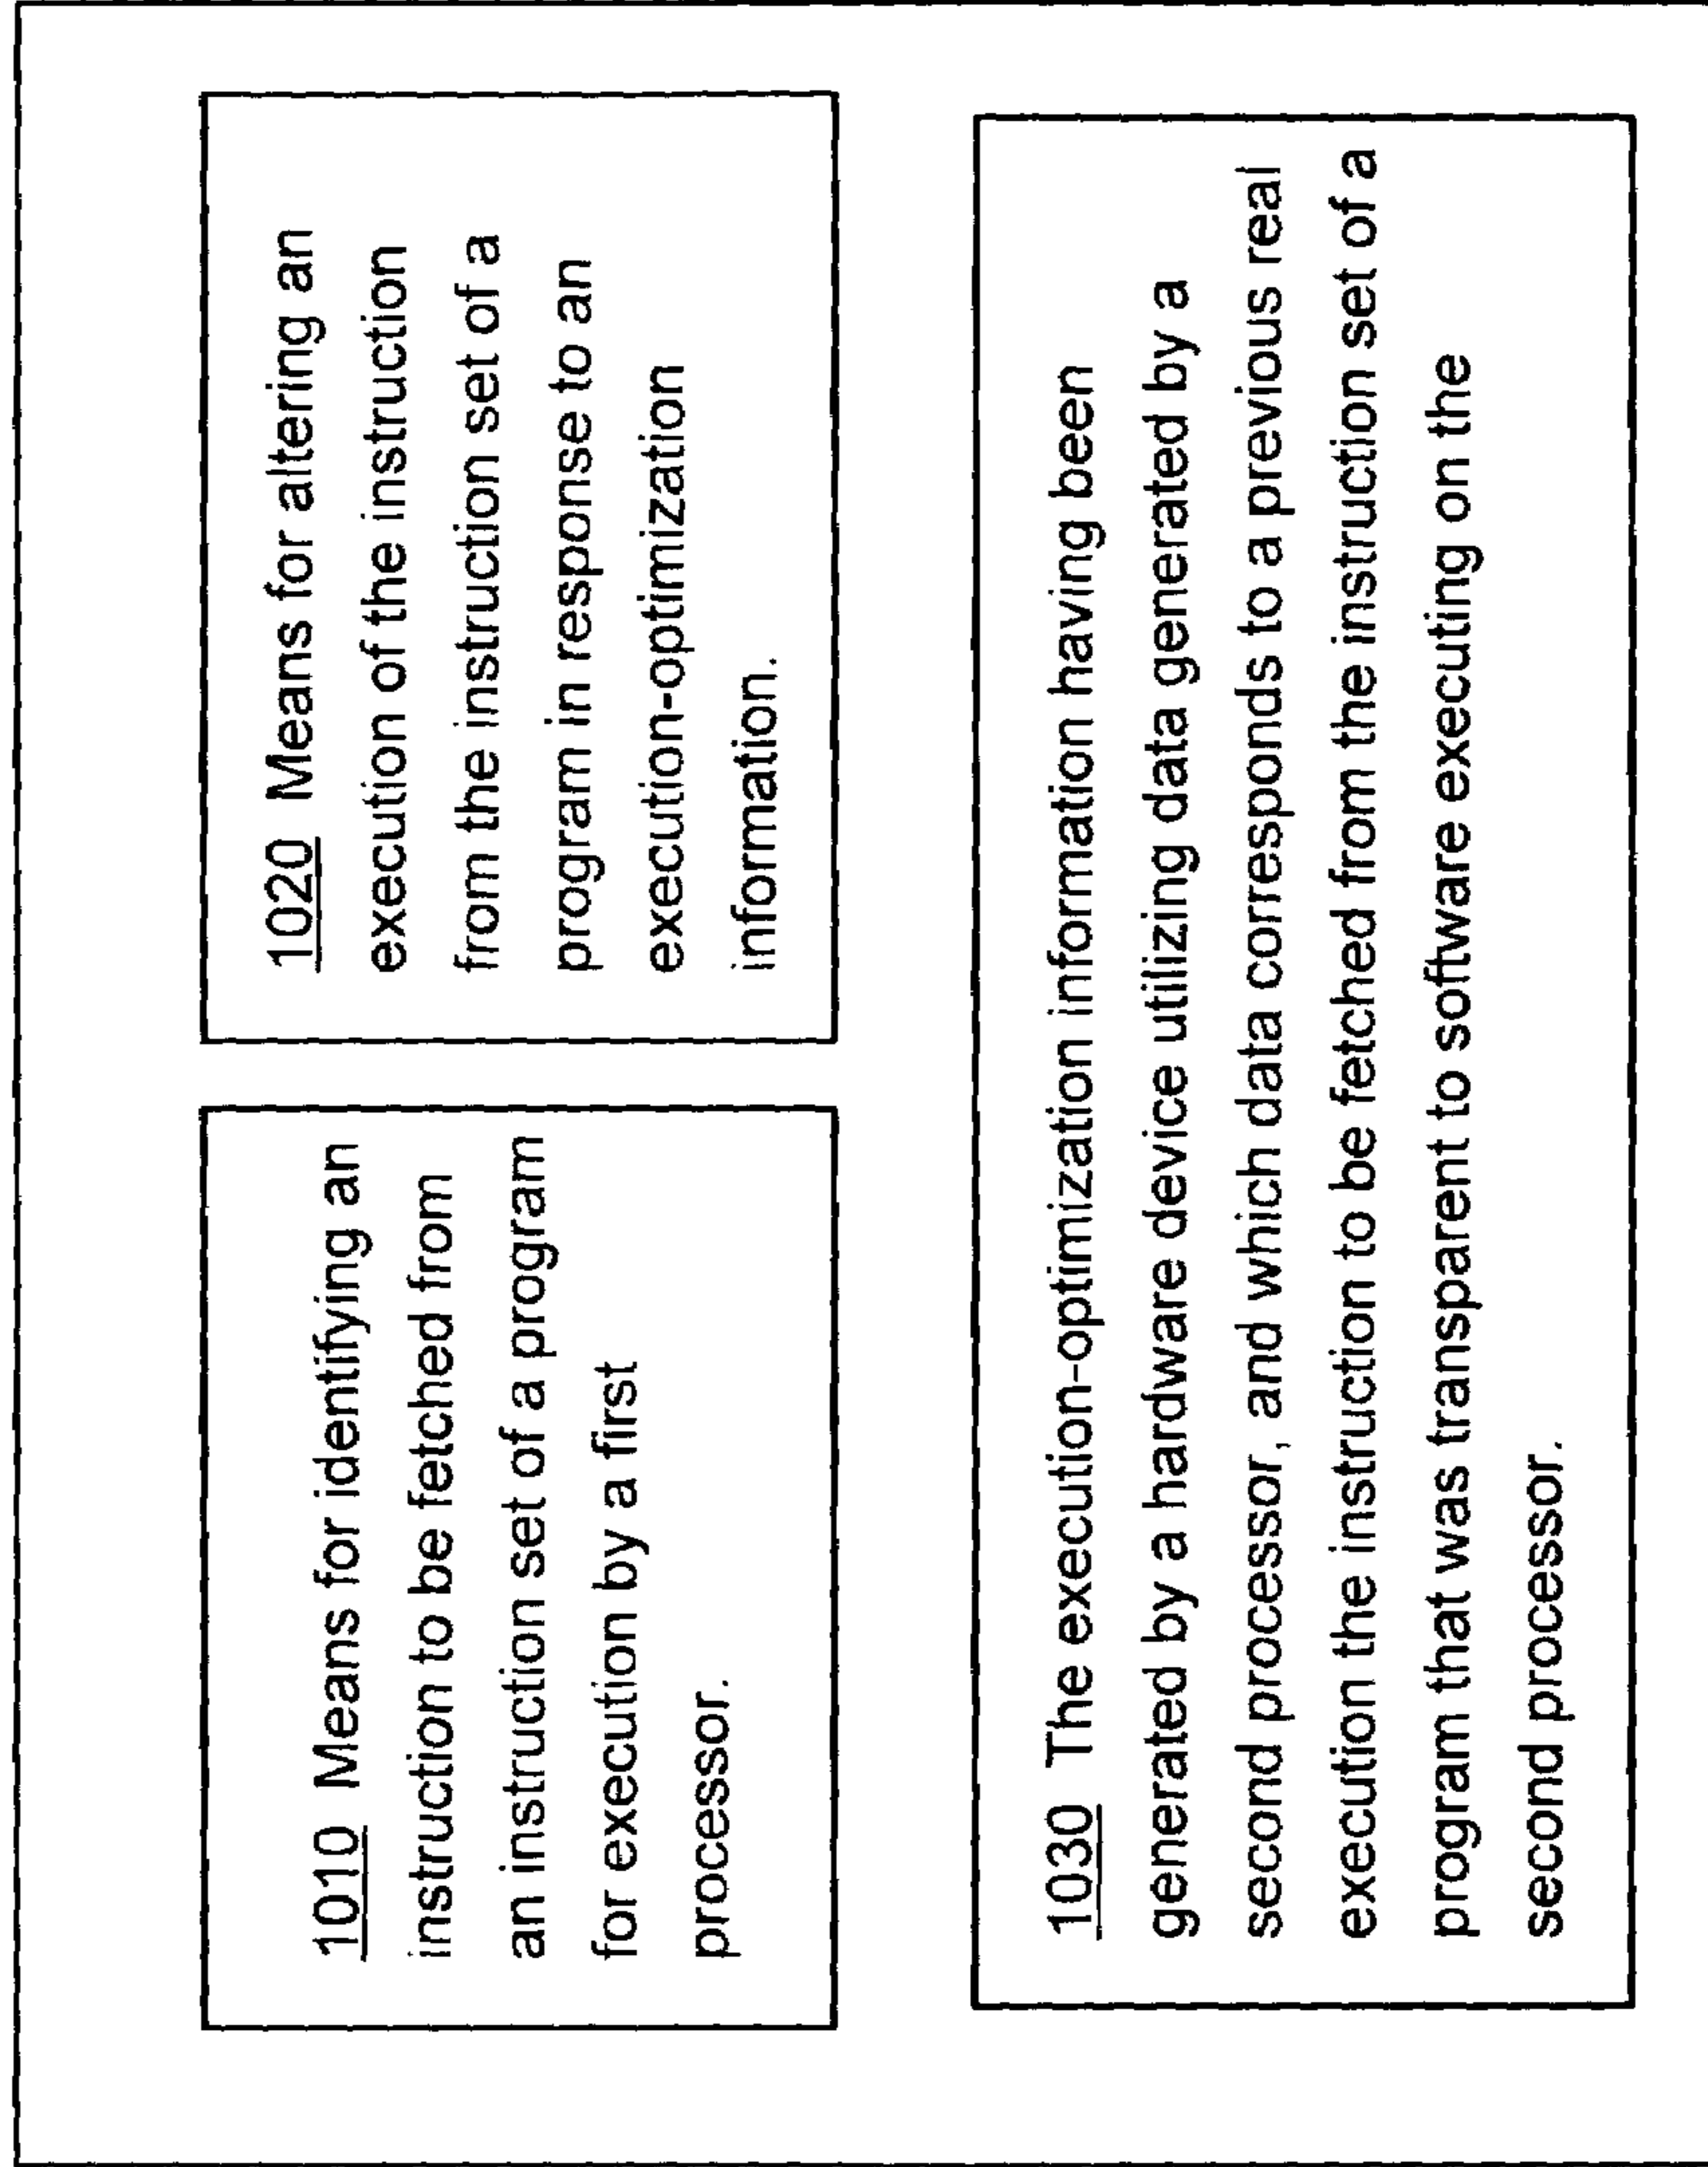 1010 Means for identifying an
instruction to be fetched from
an instruction set of a program
for execution by a first
processor.
1020 Means for altering an
execution of the instruction
from the instruction set of a
program in response to an
execution-optimization
information.
1030 The execution-optimization information having been
generated by a hardware device utilizing data generated by a
second processor, and which data corresponds to a previous real
execution the instruction to be fetched from the instruction set of a
program that was transparent to software executing on the
second processor.